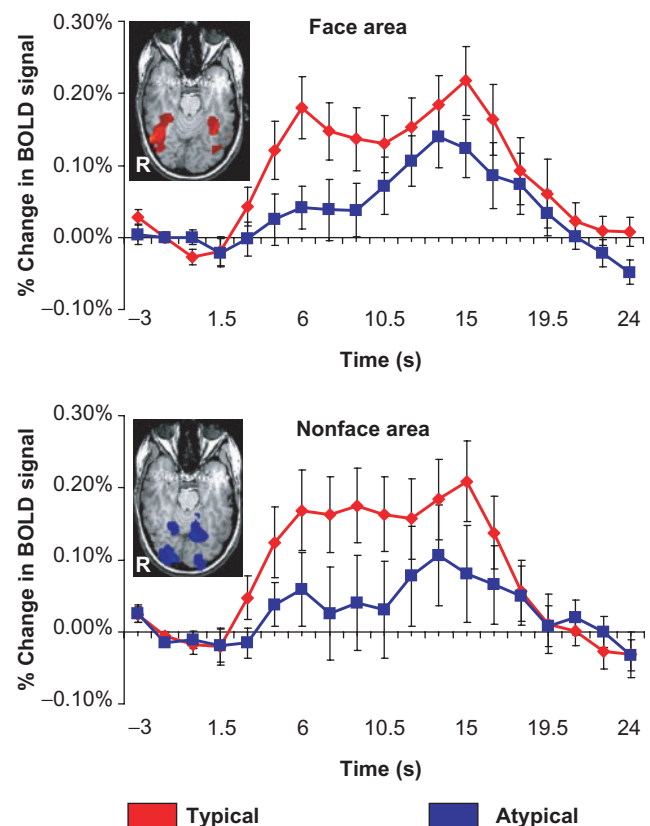 Face area
% Change in BOLD signal
0.30%
0.20%
0.10%
0.00%
−0.10%
R
−3 1.5 6 10.5 15 19.5 24
Time (s)
Nonface area
% Change in BOLD signal
0.30%
0.20%
0.10%
0.00%
−0.10%
R
−3 1.5 6 10.5 15 19.5 24
Time (s)
Typical Atypical